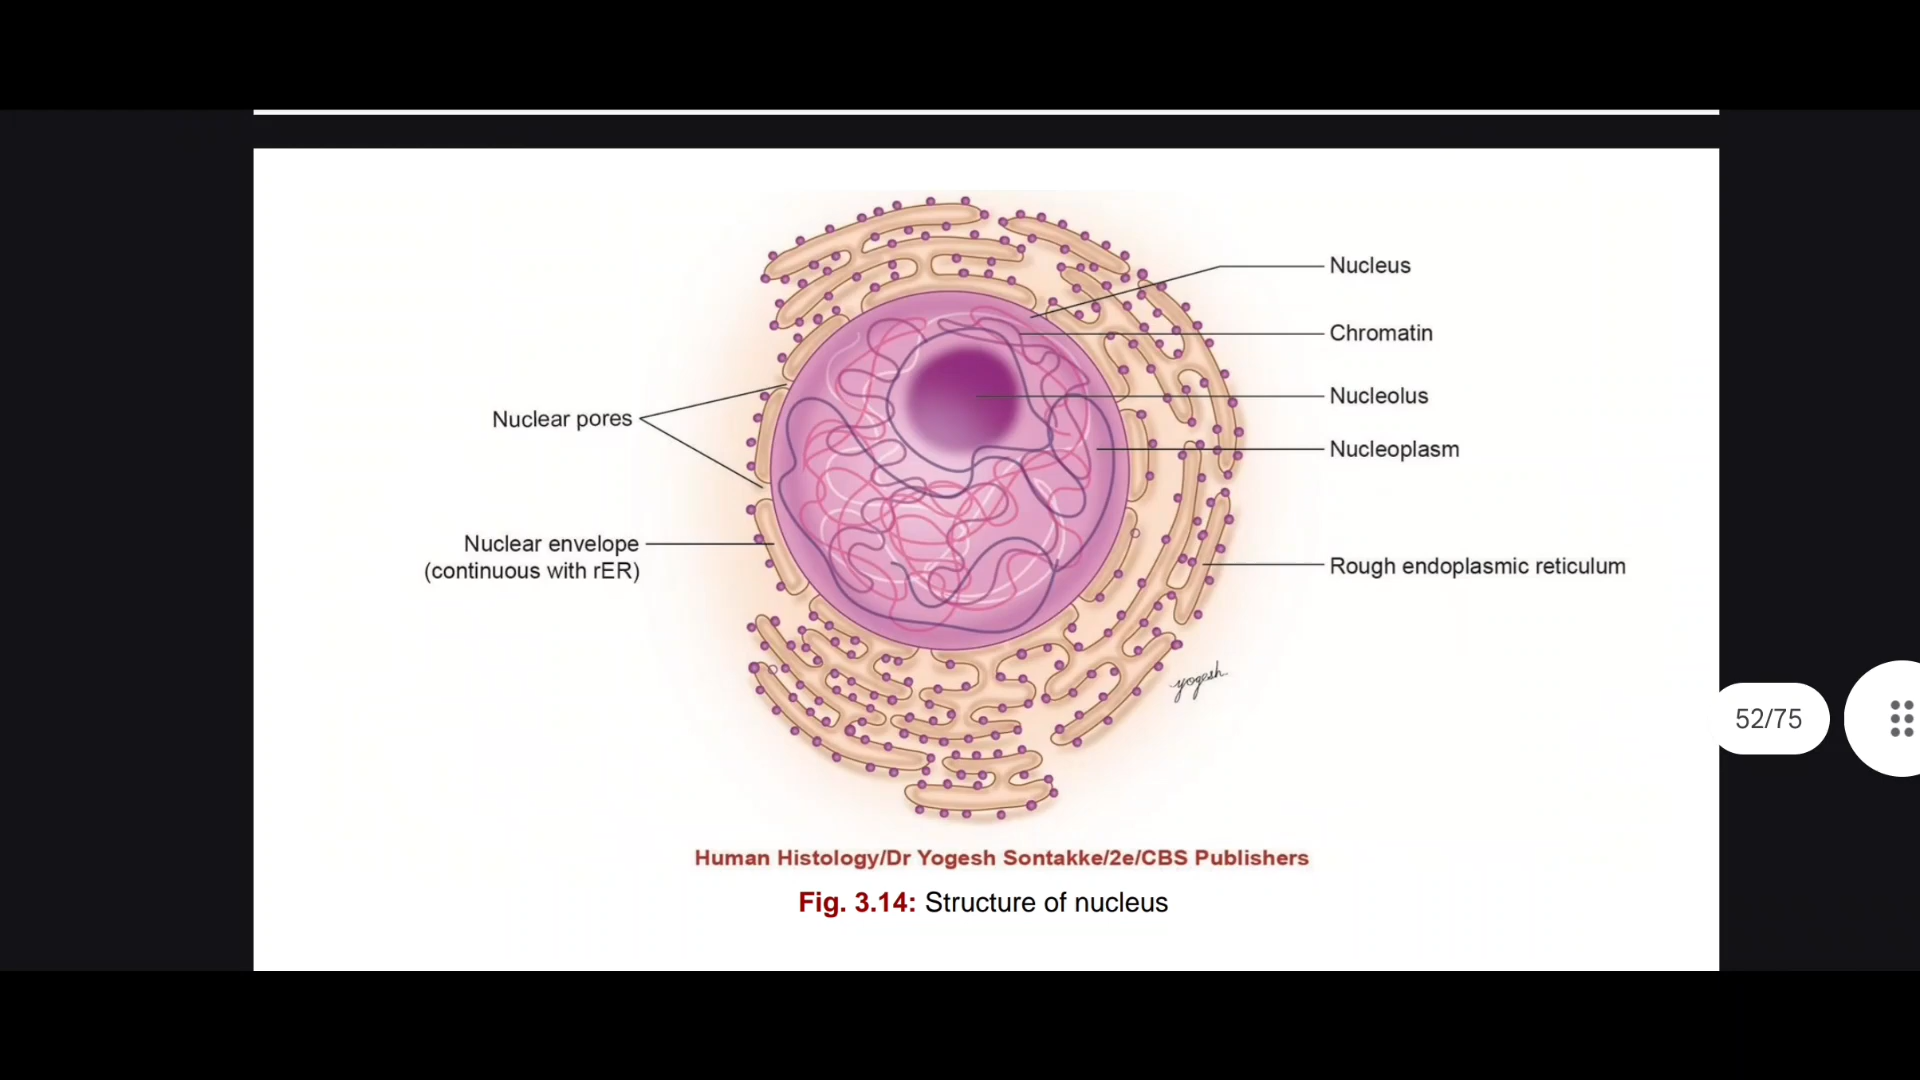 Nucleus
Chromatin
Nucleolus
Nuclear pores
Nucleoplasm
Nuclear envelope
(continuous with rER)
Rough endoplasmic reticulum
yogesh
52/75
Human Histology/Dr Yogesh Sontakke/2e/CBS Publishers
Fig. 3.14: Structure of nucleus